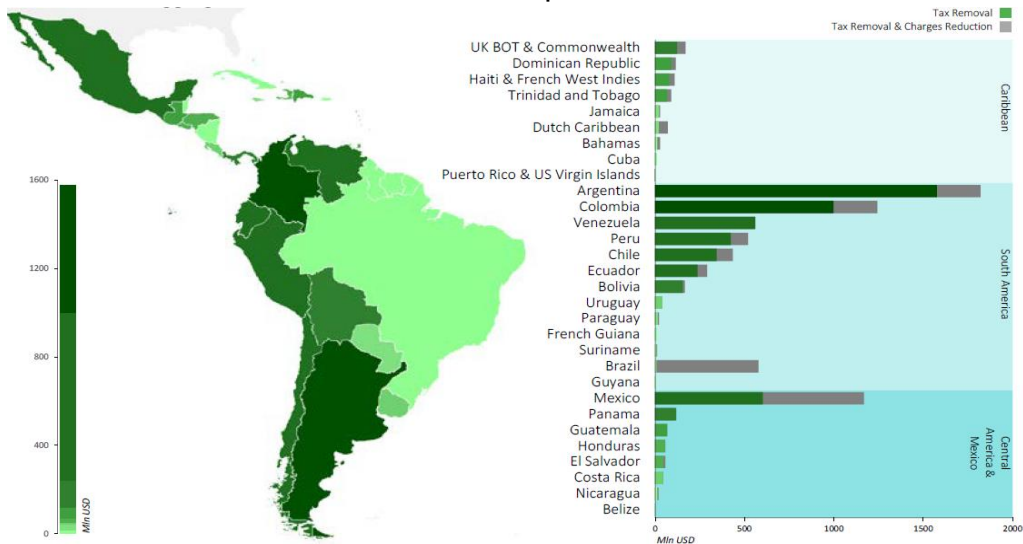 Tax Removal
Tax Removal & Charges Reduction
UK BOT & Commonwealth
Dominican Republic
Haiti & French West Indies
Trinidad and Tobago
Jamaica
Dutch Caribbean
Bahamas
Cuba
Puerto Rico & US Virgin Islands
Caribbean
Argentina
Colombia
Venezuela
Peru
Chile
Ecuador
Bolivia
Uruguay
Paraguay
French Guiana
Suriname
Brazil
Guyana
South America
Mexico
Panama
Guatemala
Honduras
El Salvador
Costa Rica
Nicaragua
Belize
Central
America &
Mexico
0
500
1000
1500
2000
Mln USD
1600
1200
800
400
0
Mln USD